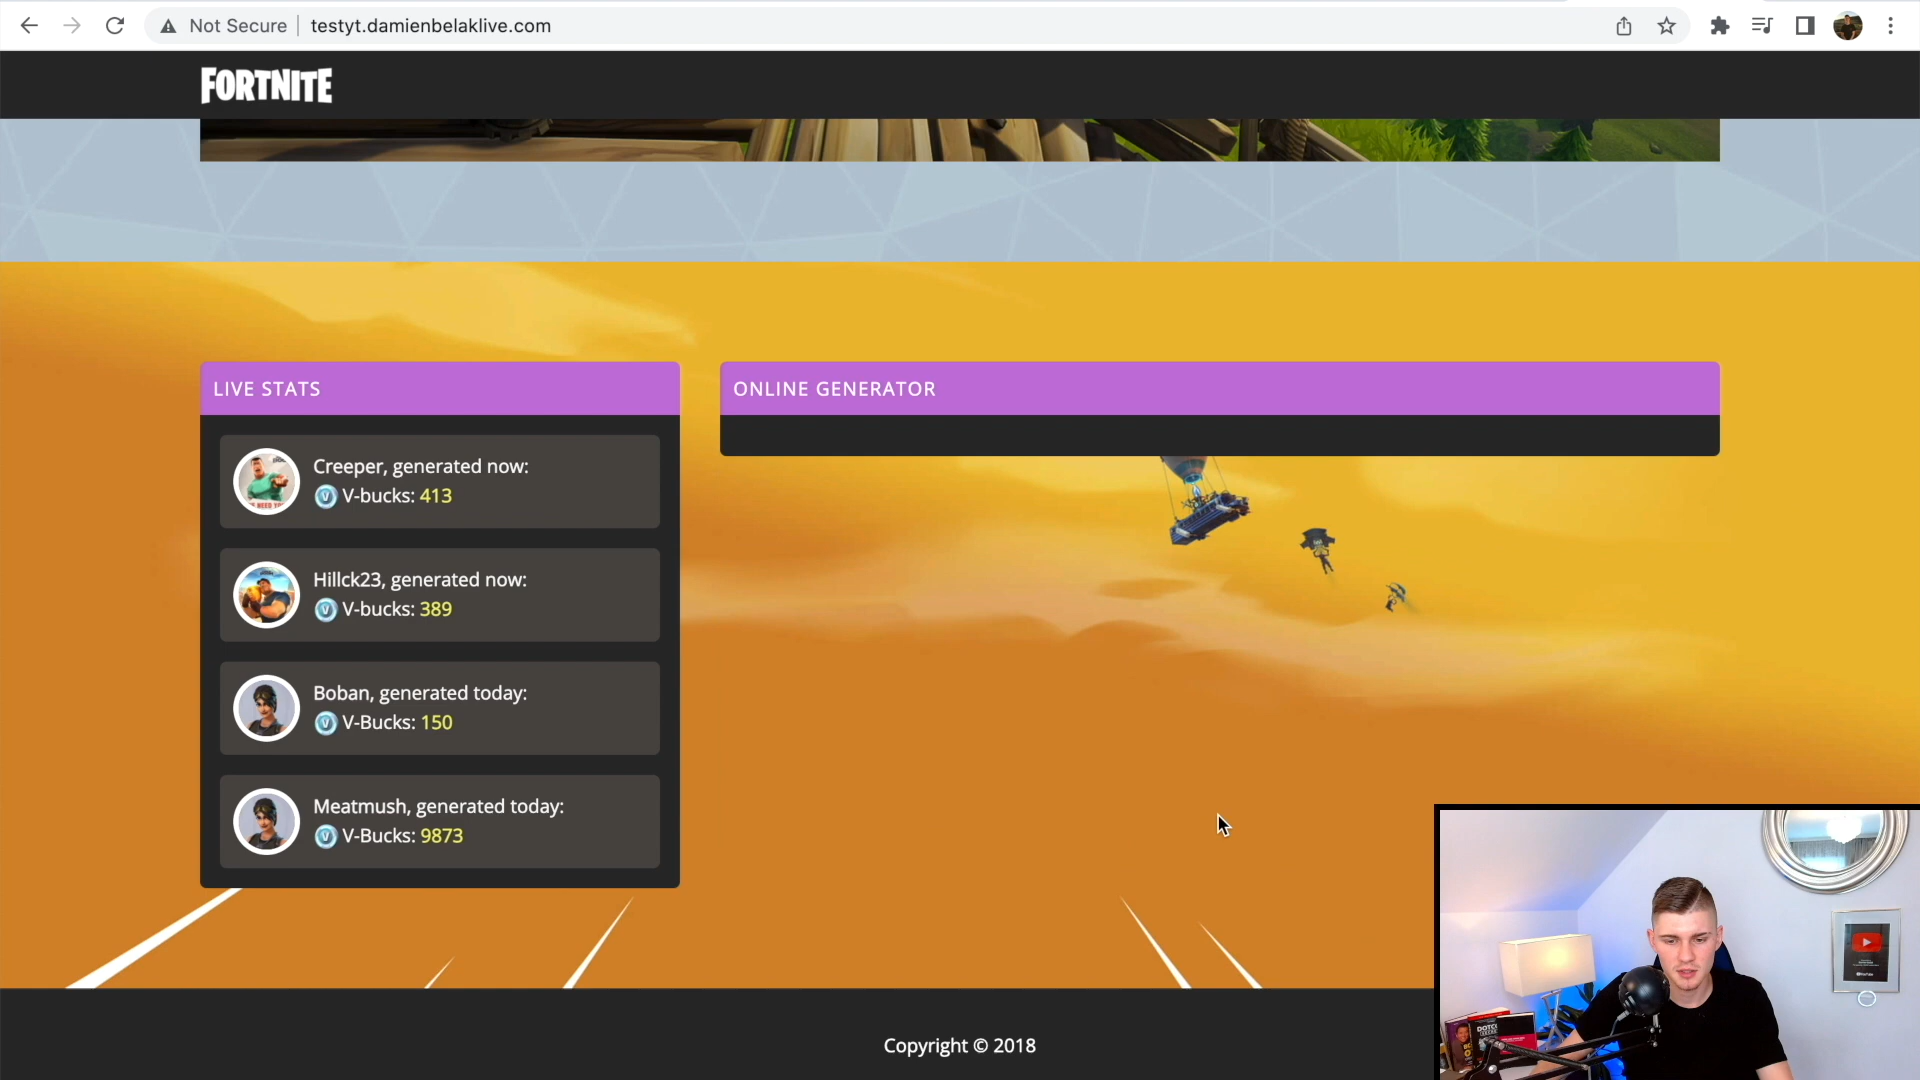 Not Secure
testyt.damienbelaklive.com
FORTNITE
LIVE STATS
Creeper, generated now:
V-bucks: 413
Hillck23, generated now:
V-bucks: 389
Boban, generated today:
V-Bucks: 150
Meatmush, generated today:
V-Bucks: 9873
ONLINE GENERATOR
Copyright © 2018